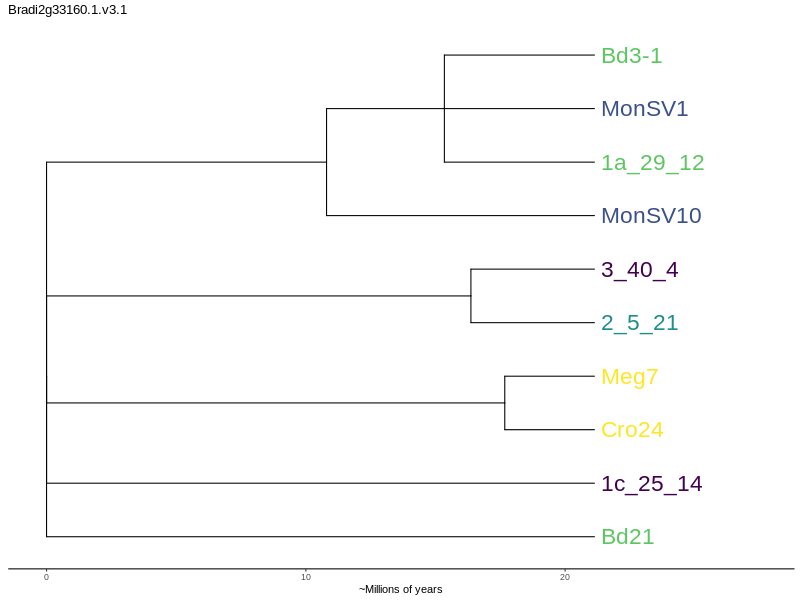 Bradi2g33160.1.v3.1
Bd3-1
MonSV1
1a_29_12
MonSV10
3_40_4
2_5_21
Meg7
Cro24
1c_25_14
Bd21
0 10 20
~Millions of years